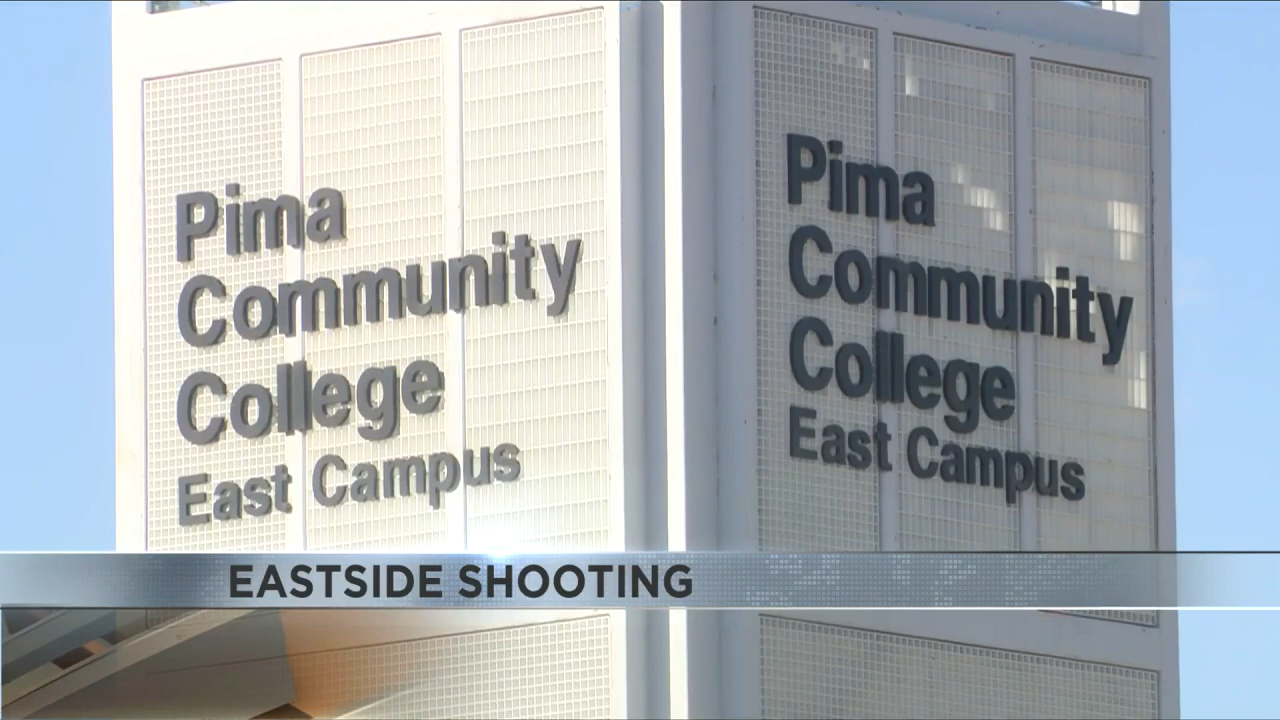 Pima
Community
College
East Campus
Pima
Community
College
East Campus
EASTSIDE SHOOTING